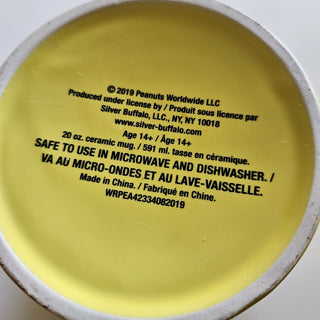 © 2019 Peanuts Worldwide LLC
Produced under license by / Produit sous licence par
Silver Buffalo, LLC., NY, NY 10018
www.silver-buffalo.com
Age 14+ / Âge 14+
20 oz. ceramic mug. / 591 ml. tasse en céramique.
SAFE TO USE IN MICROWAVE AND DISHWASHER. /
VA AU MICRO-ONDES ET AU LAVE-VAISSELLE.
Made in China. / Fabriqué en Chine.
WRPEA42334082019